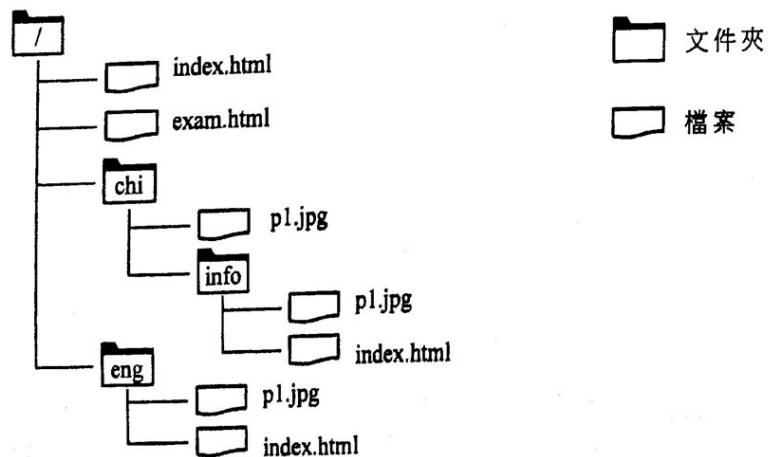 /
文件夾
index.html
exam.html
檔案
chi
p1.jpg
info
p1.jpg
index.html
eng
p1.jpg
index.html